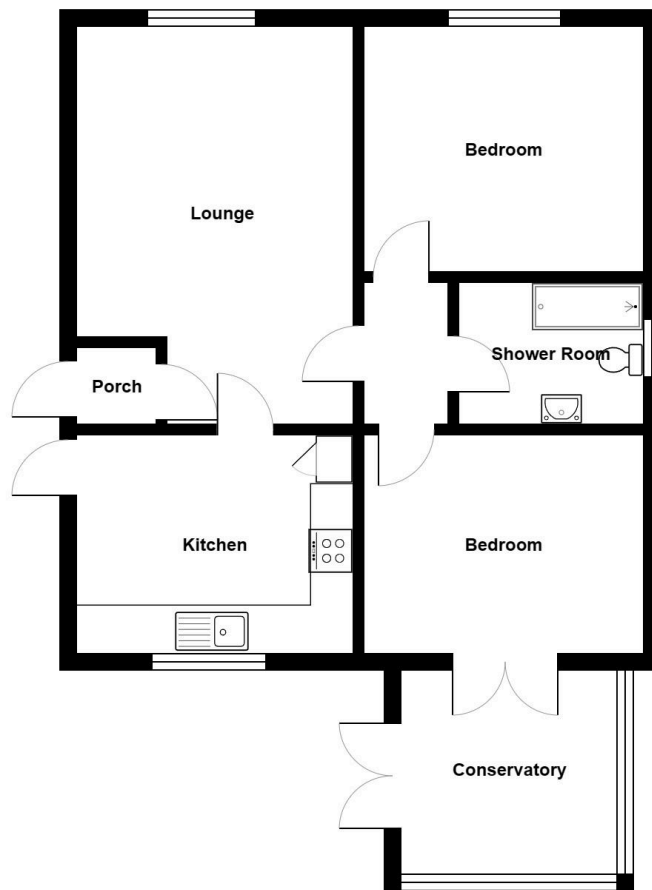 Bedroom
Lounge
Shower Room
Porch
Kitchen
Bedroom
Conservatory